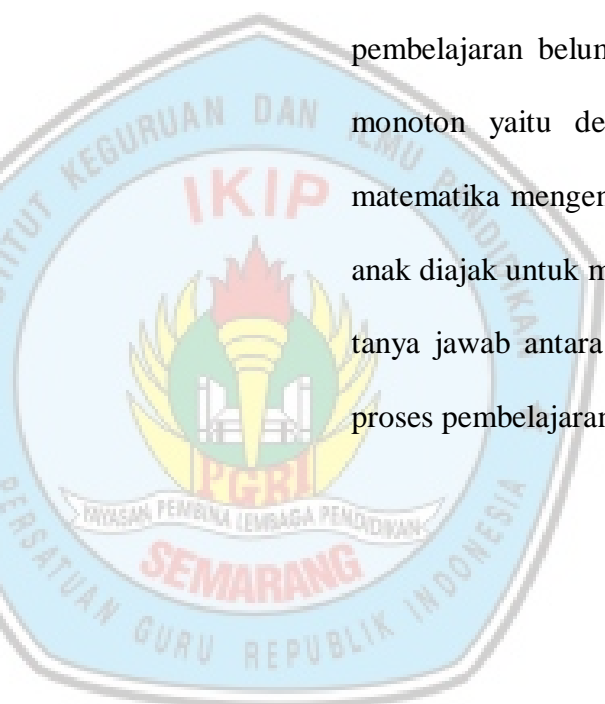 pembelajaran belum
monoton yaitu de
matematika mengen
anak diajak untuk m
tanya jawab antara
proses pembelajaran
INSTITUT KEGURUAN DAN ILMU PENDIDIKAN
IKIP
PGRI
YAYASAN PEMBINA LEMBAGA PENDIDIKAN
SEMARANG
PERSATUAN GURU REPUBLIK INDONESIA